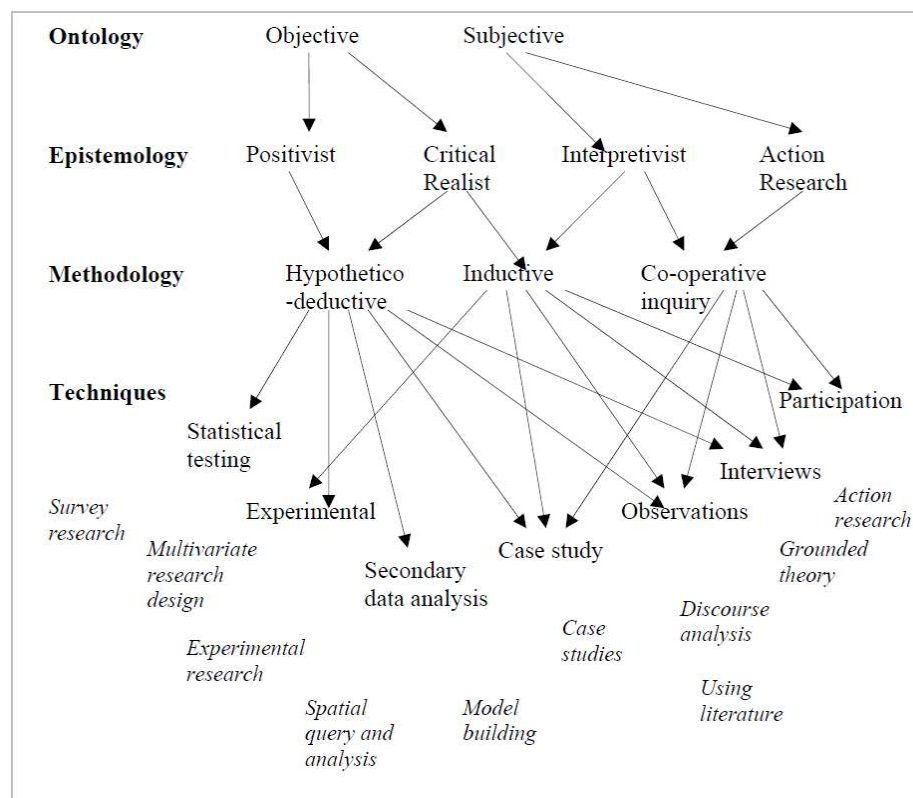 Ontology Objective Subjective
Epistemology Positivist Critical Realist Interpretivist Action Research
Methodology Hypothetico -deductive Inductive Co-operative inquiry
Techniques
Participation
Statistical testing
Interviews
Survey research
Experimental
Observations
Action research
Multivariate research design
Case study
Grounded theory
Secondary data analysis
Discourse analysis
Case studies
Experimental research
Using literature
Spatial query and analysis
Model building